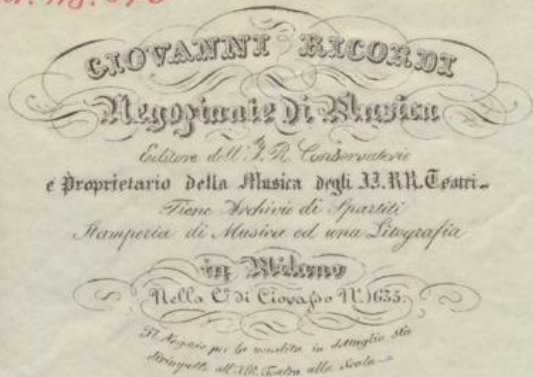 GIOVANNI RICORDI
Negoziante di Musica
Editore dell' I. R. Conservatorio
e Proprietario della Musica degli II. RR. Teatri
Tiene Archivio di Spartiti
Stamperia di Musica ed una Litografia
in Milano
Nella Ca. di Ciovasso N. 1635.
Il Negozio per la vendita in dettaglio sta
dirimpetto all' I.R. Teatro alla Scala